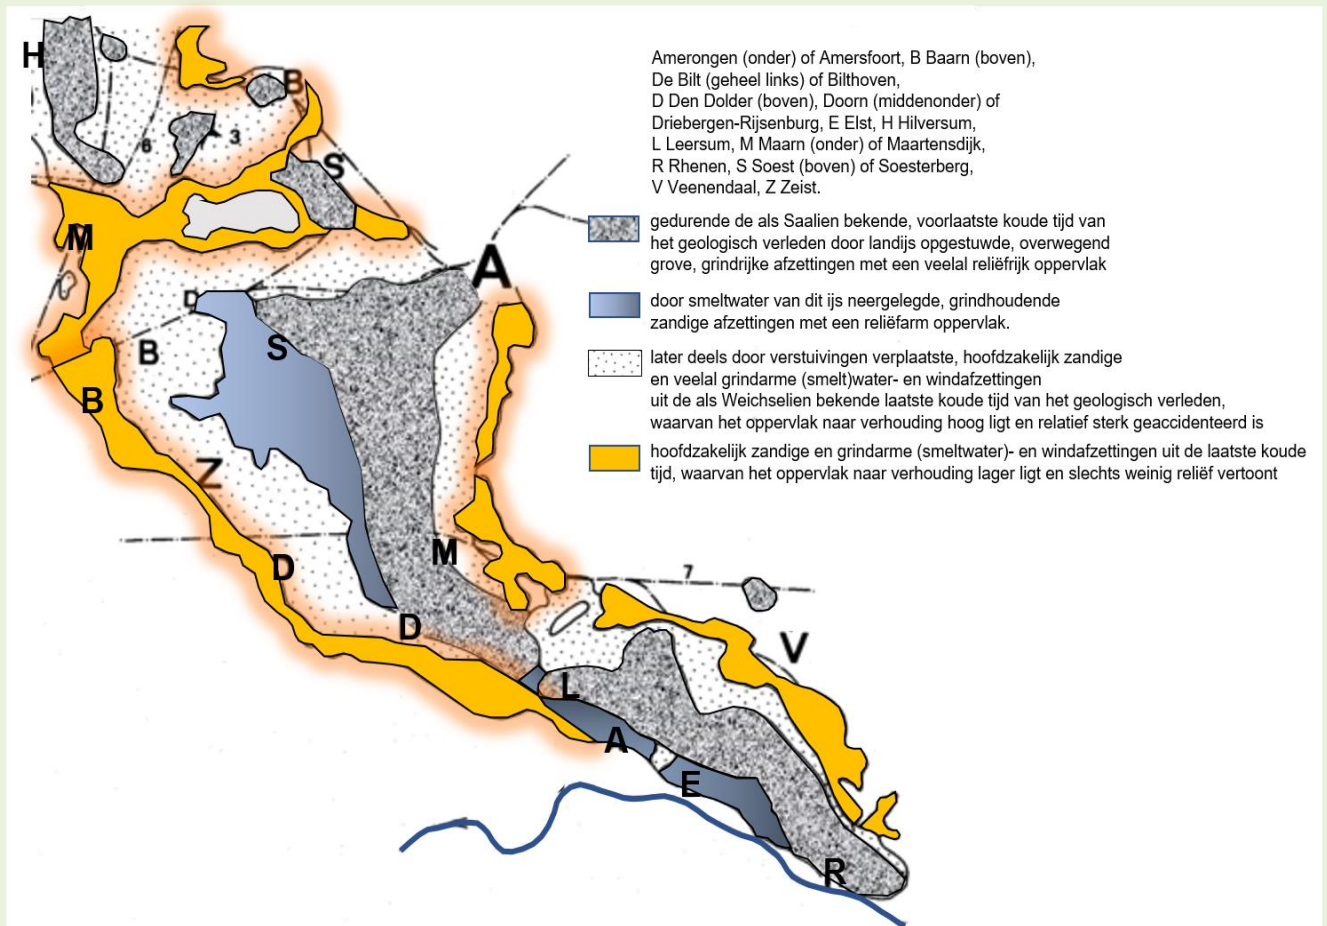 Amerongen (onder) of Amersfoort, B Baarn (boven),
De Bilt (geheel links) of Bilthoven,
D Den Dolder (boven), Doorn (middenonder) of
Driebergen-Rijsenburg, E Elst, H Hilversum,
L Leersum, M Maarn (onder) of Maartensdijk,
R Rhenen, S Soest (boven) of Soesterberg,
V Veenendaal, Z Zeist.
gedurende de als Saalien bekende, voorlaatste koude tijd van
het geologisch verleden door landijs opgestuwde, overwegend
grove, grindrijke afzettingen met een veelal reliëfrijk oppervlak
door smeltwater van dit ijs neergelegde, grindhoudende
zandige afzettingen met een reliëfarm oppervlak.
later deels door verstuivingen verplaatste, hoofdzakelijk zandige
en veelal grindarme (smelt)water- en windafzettingen
uit de als Weichselien bekende laatste koude tijd van het geologisch verleden,
waarvan het oppervlak naar verhouding hoog ligt en relatief sterk geaccidenteerd is
hoofdzakelijk zandige en grindarme (smeltwater)- en windafzettingen uit de laatste koude
tijd, waarvan het oppervlak naar verhouding lager ligt en slechts weinig reliëf vertoont
H
B
6
3
S
M
A
D
B
S
B
Z
D
M
7
D
V
L
A
E
R